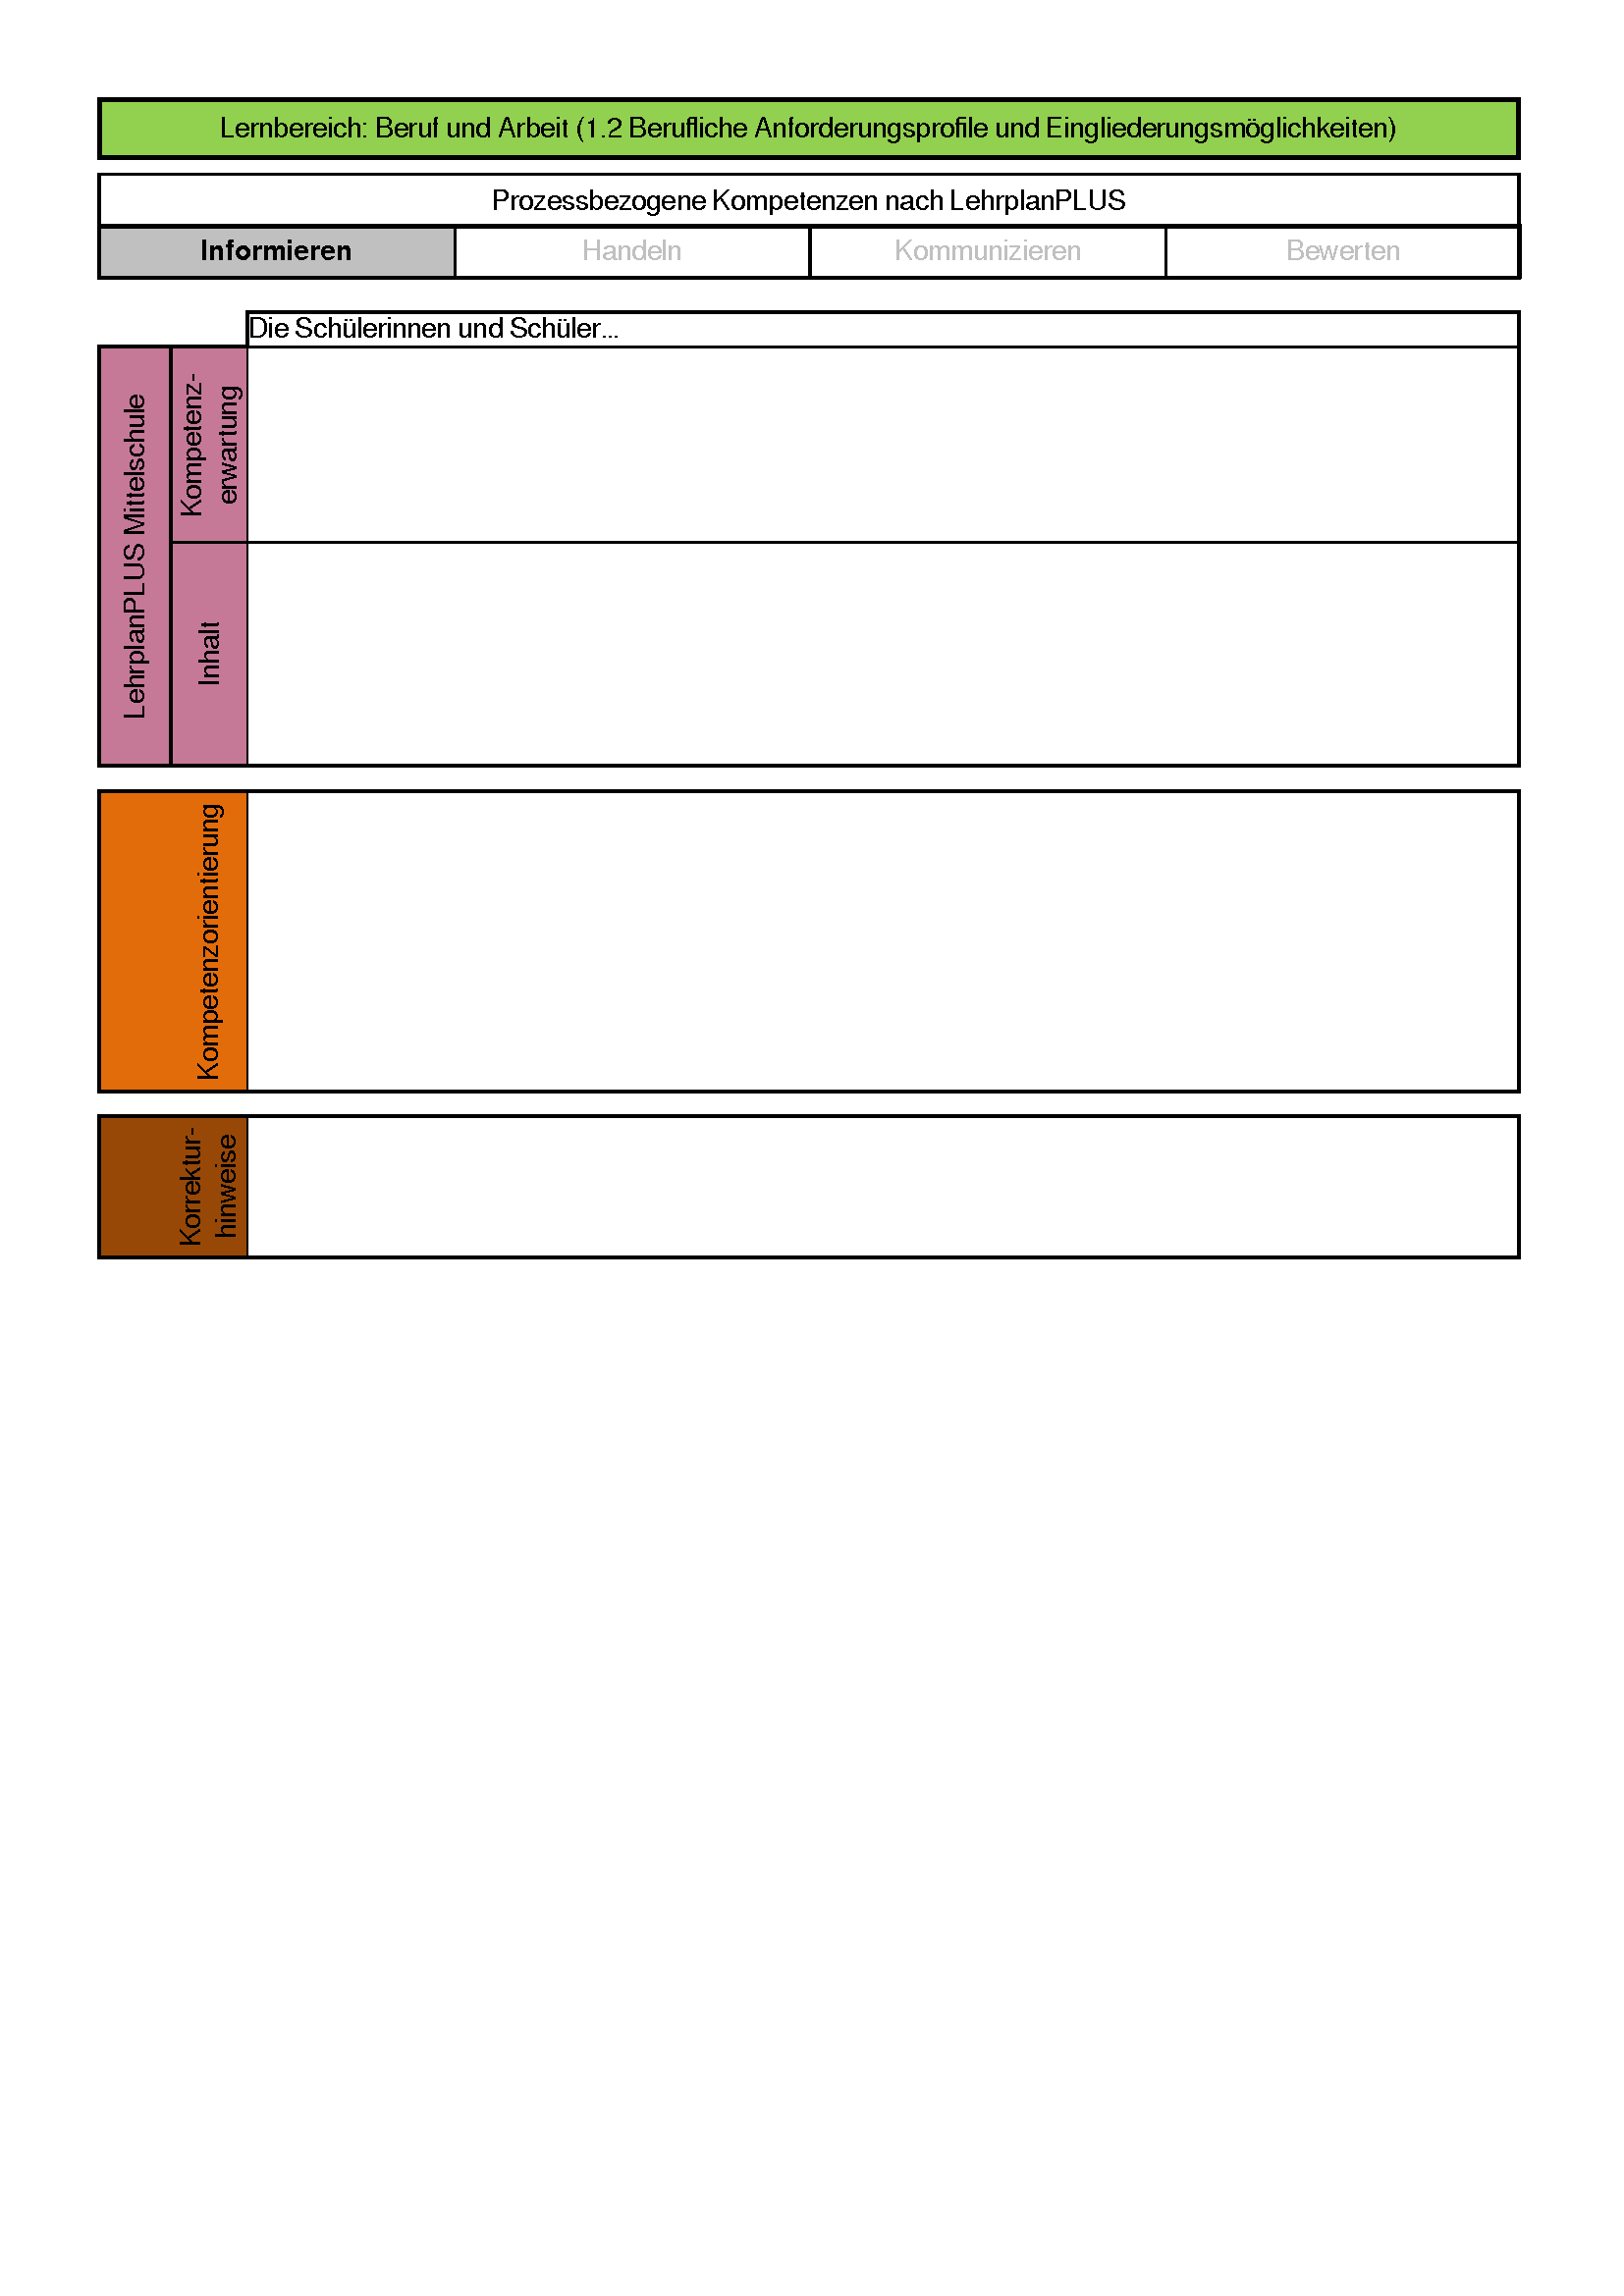 Lernbereich: Beruf und Arbeit (1.2 Berufliche Anforderungsprofile und Eingliederungsmöglichkeiten)
Prozessbezogene Kompetenzen nach LehrplanPLUS
Informieren
Handeln
Kommunizieren
Bewerten
Die Schülerinnen und Schüler...
LehrplanPLUS Mittelschule
Kompetenz-
erwartung
Inhalt
Kompetenzorientierung
Korrektur-
hinweise